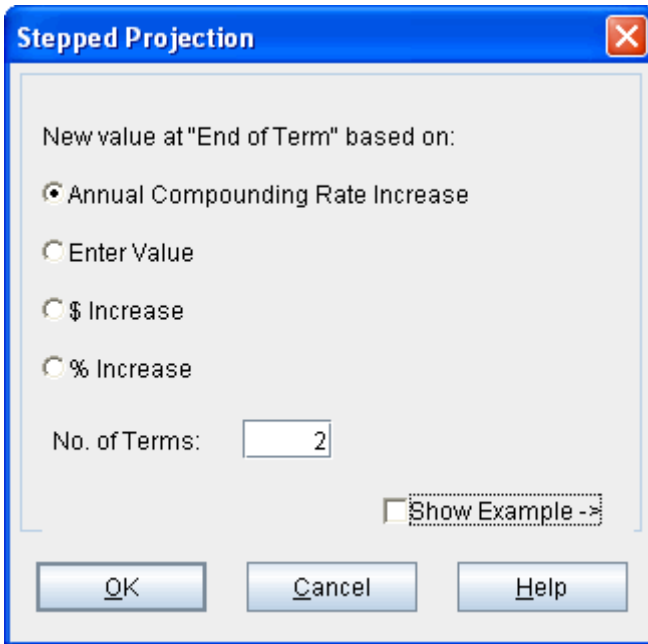 Stepped Projection
New value at "End of Term" based on:
Annual Compounding Rate Increase
Enter Value
$ Increase
% Increase
No. of Terms: 2
Show Example ->
OK Cancel Help